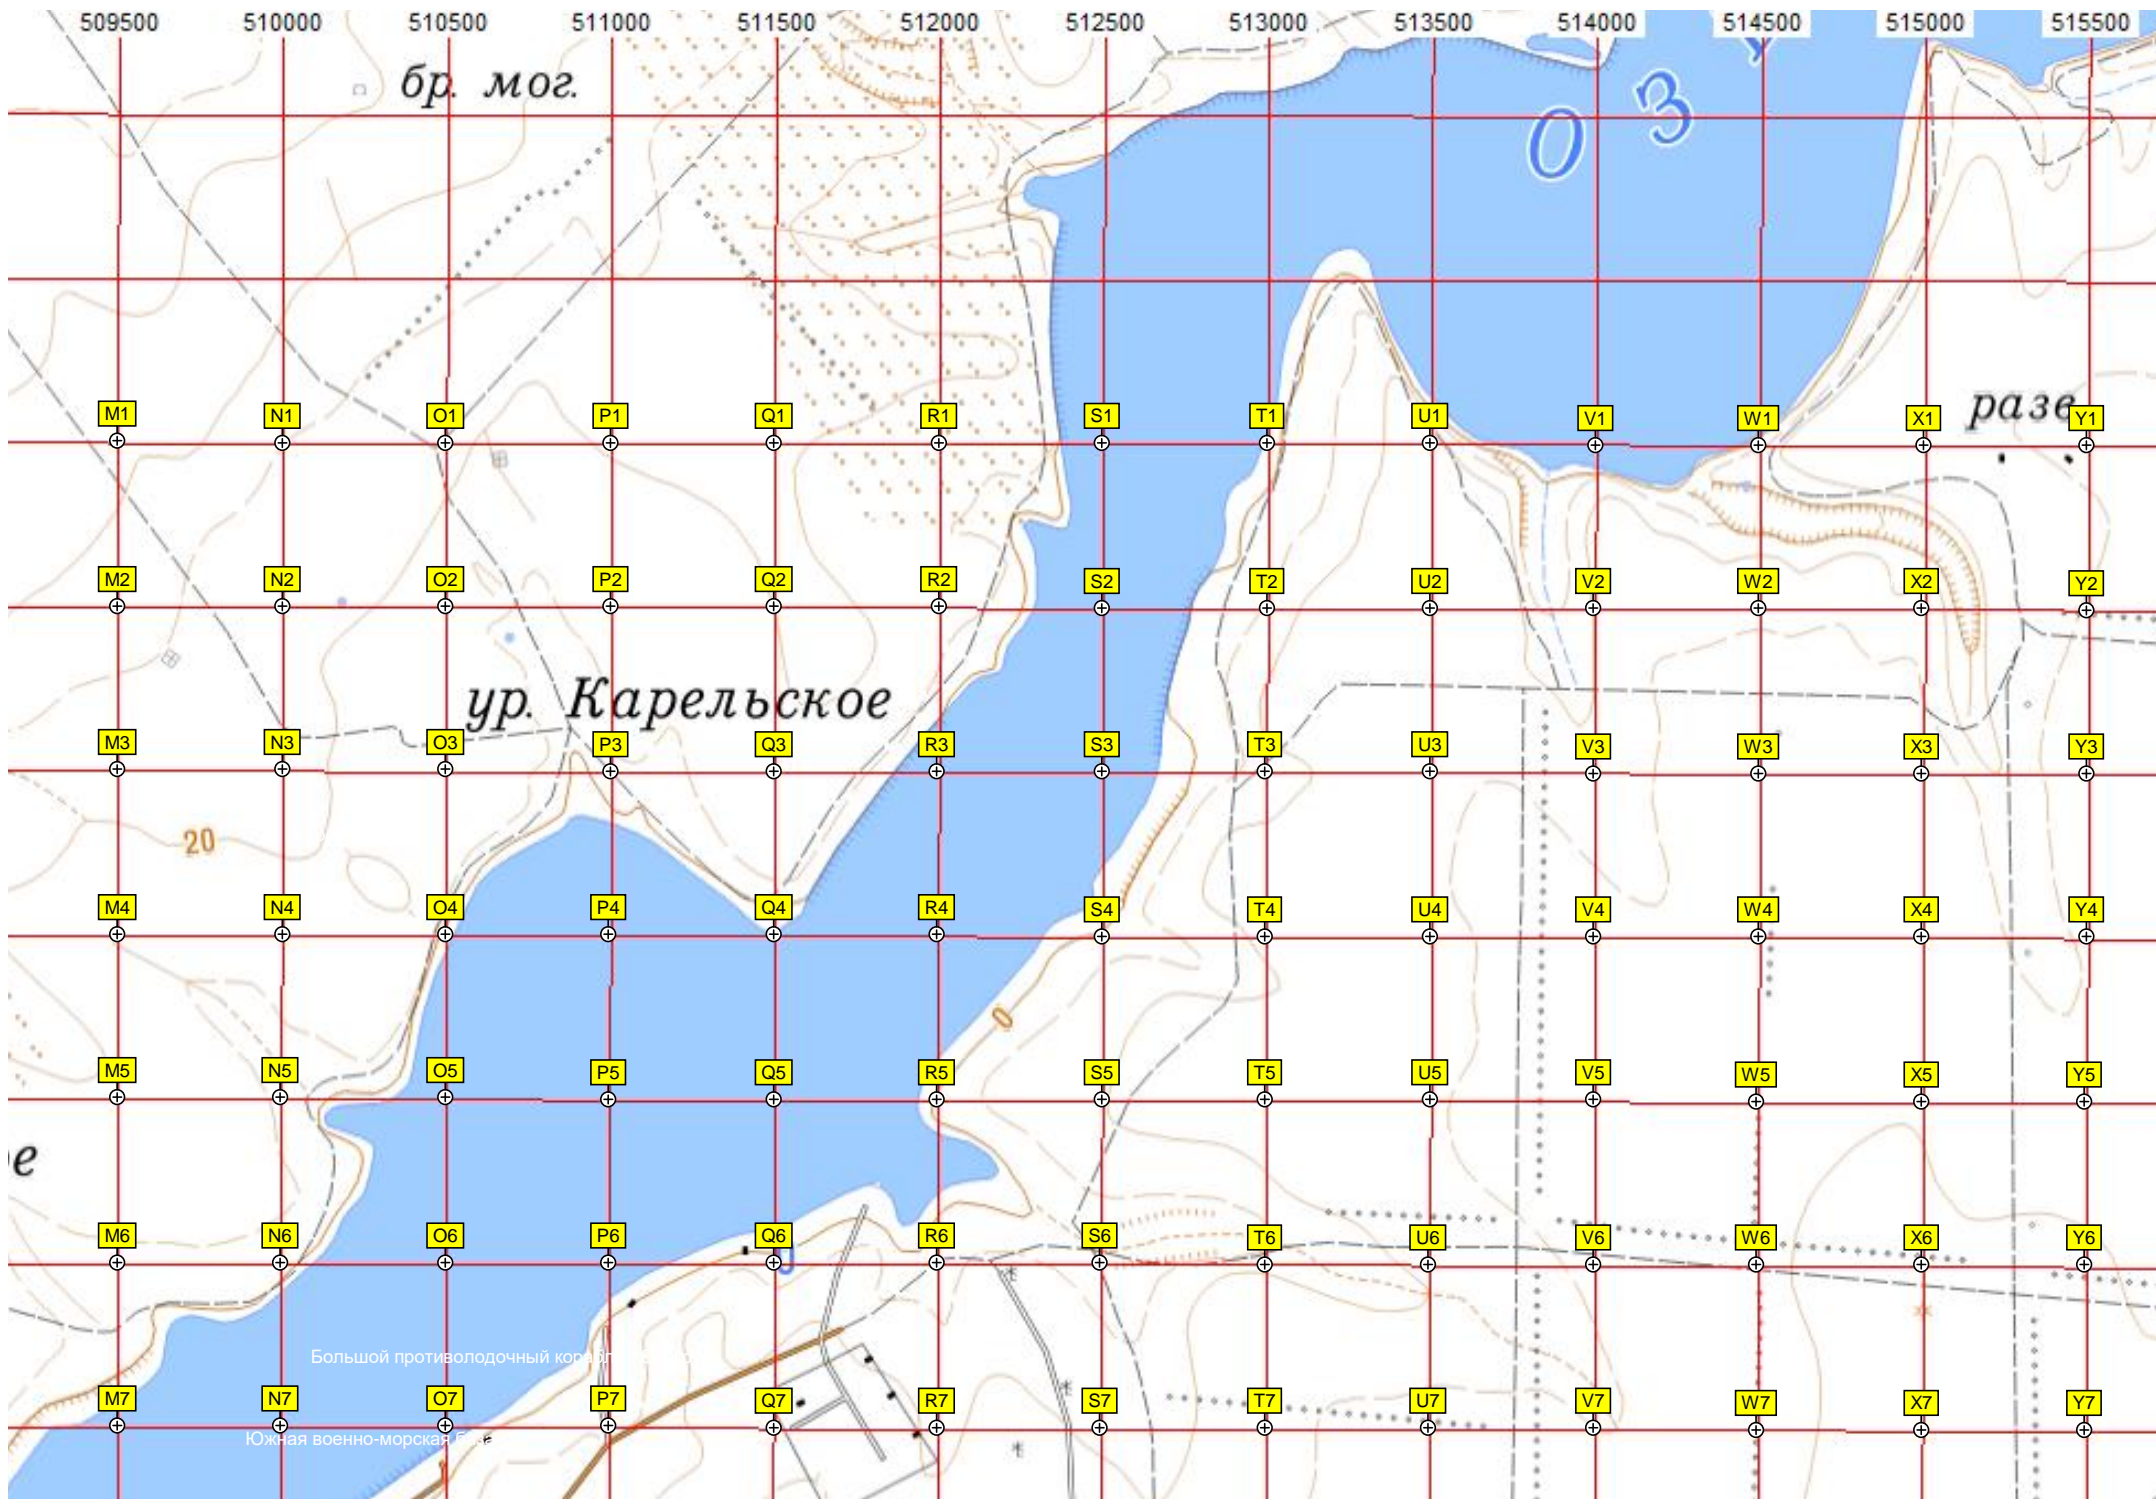 509500 510000 510500 511000 511500 512000 512500 513000 513500 514000 514500 515000 515500
бр. мог.
О З
разв
M1 N1 O1 P1 Q1 R1 S1 T1 U1 V1 W1 X1 Y1
M2 N2 O2 P2 Q2 R2 S2 T2 U2 V2 W2 X2 Y2
ур. Карельское
M3 N3 O3 P3 Q3 R3 S3 T3 U3 V3 W3 X3 Y3
20
M4 N4 O4 P4 Q4 R4 S4 T4 U4 V4 W4 X4 Y4
0
M5 N5 O5 P5 Q5 R5 S5 T5 U5 V5 W5 X5 Y5
е
M6 N6 O6 P6 Q6 R6 S6 T6 U6 V6 W6 X6 Y6
Большой противолодочный корабль
M7 N7 O7 P7 Q7 R7 S7 T7 U7 V7 W7 X7 Y7
Южная военно-морская база